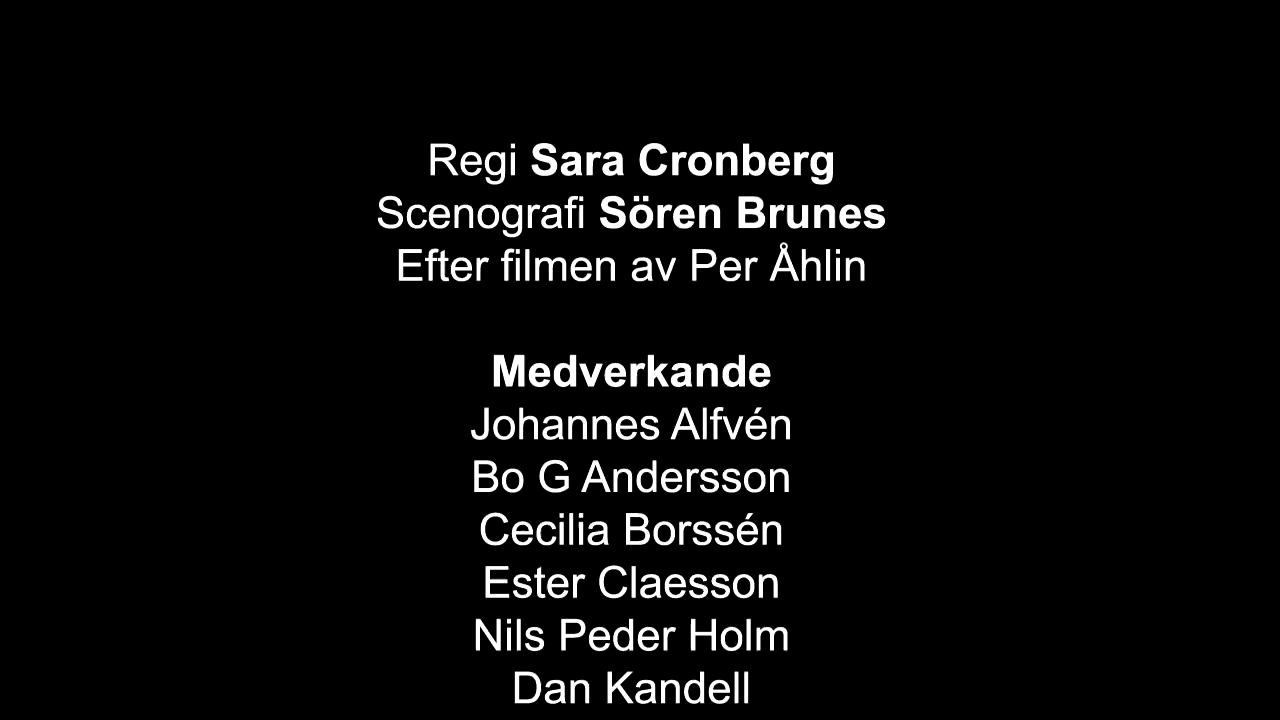 Regi Sara Cronberg
Scenografi Sören Brunes
Efter filmen av Per Åhlin
Medverkande
Johannes Alfvén
Bo G Andersson
Cecilia Borssén
Ester Claesson
Nils Peder Holm
Dan Kandell